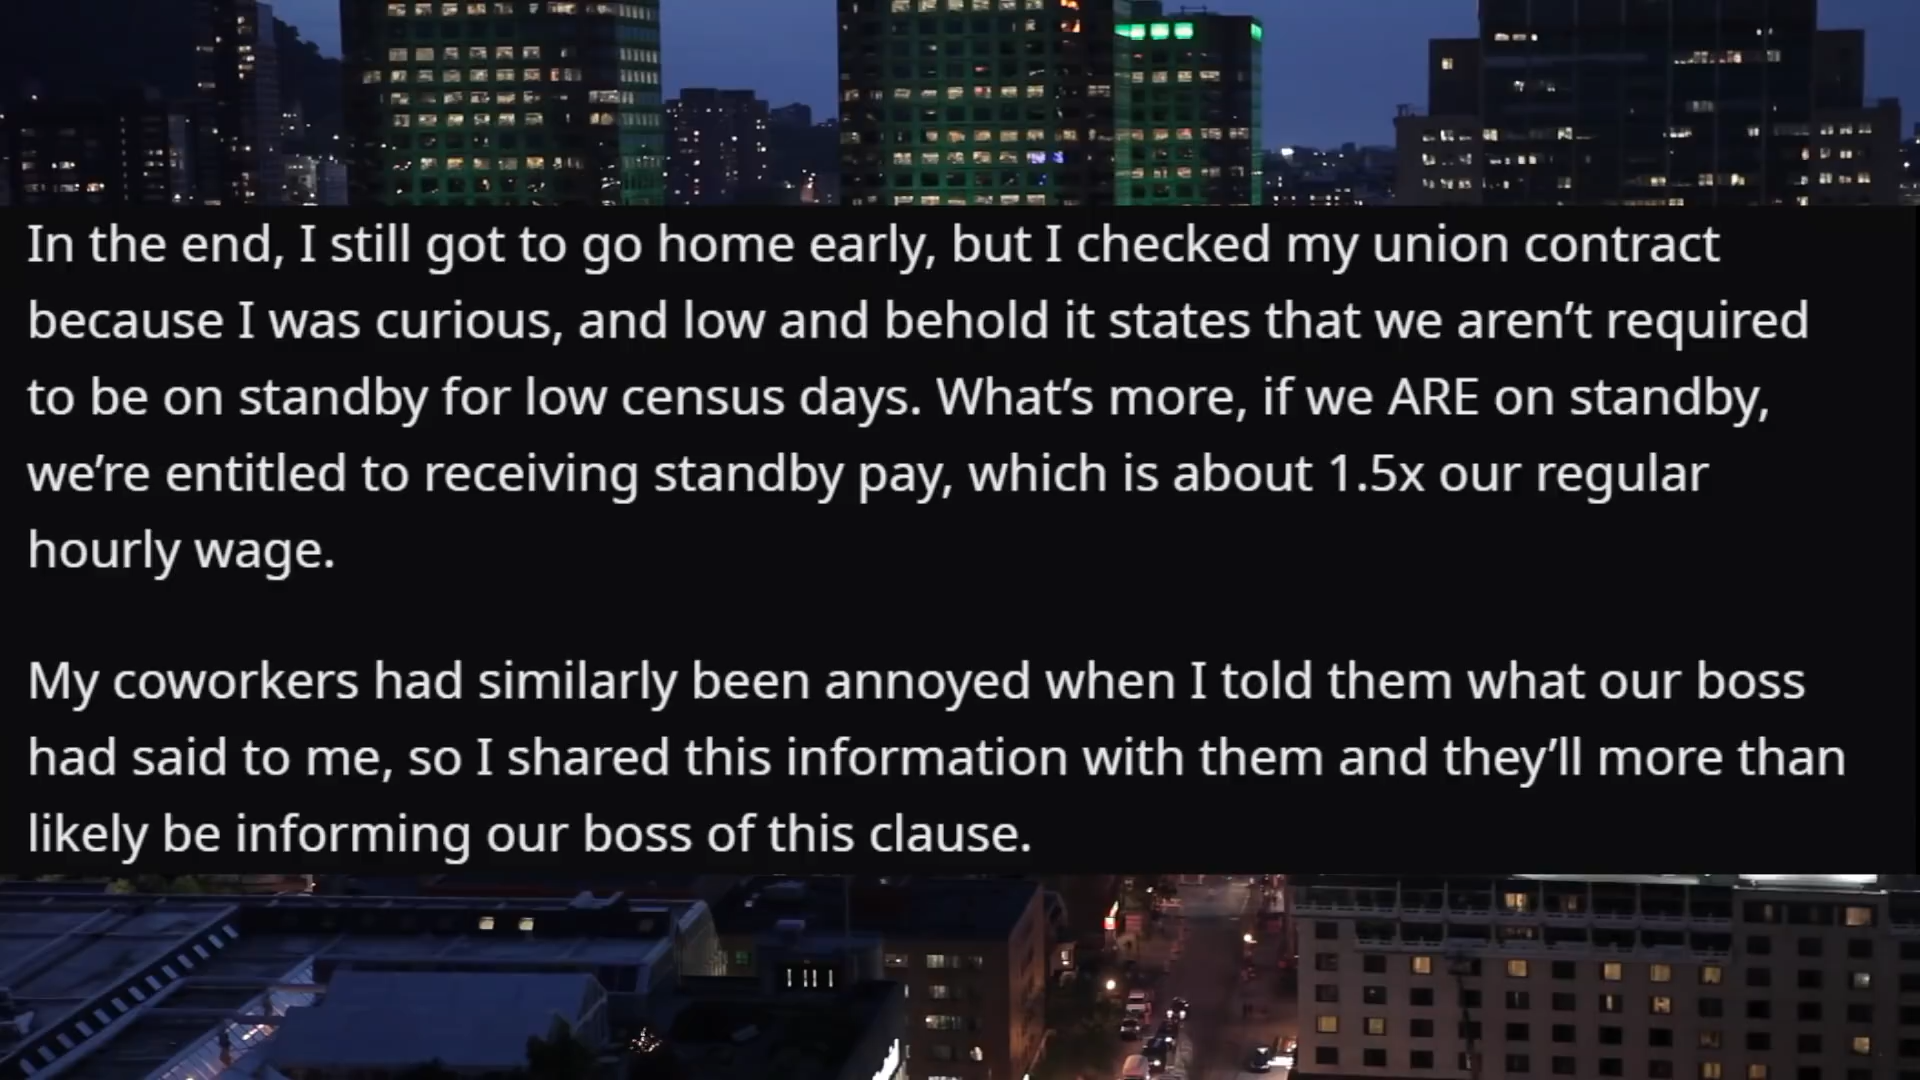 In the end, I still got to go home early, but I checked my union contract
because I was curious, and low and behold it states that we aren’t required
to be on standby for low census days. What’s more, if we ARE on standby,
we’re entitled to receiving standby pay, which is about 1.5x our regular
hourly wage.
My coworkers had similarly been annoyed when I told them what our boss
had said to me, so I shared this information with them and they’ll more than
likely be informing our boss of this clause.